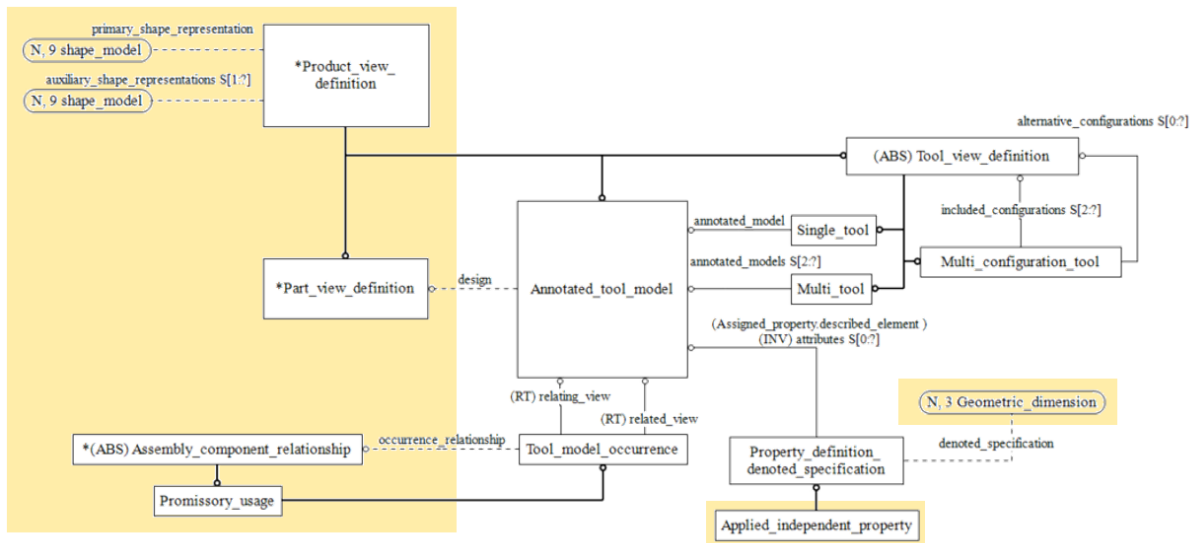 primary_shape_representation
N, 9 shape_model
auxiliary_shape_representations S[1:?]
N, 9 shape_model
*Product_view_
definition
alternative_configurations S[0:?]
(ABS) Tool_view_definition
annotated_model
Single_tool
included_configurations S[2:?]
annotated_models S[2:?]
Multi_configuration_tool
*Part_view_definition
design
Annotated_tool_model
Multi_tool
(Assigned_property.described_element )
(INV) attributes S[0:?]
(RT) relating_view
(RT) related_view
N, 3 Geometric_dimension
denoted_specification
*(ABS) Assembly_component_relationship
occurrence_relationship
Tool_model_occurrence
Property_definition_
denoted_specification
Promissory_usage
Applied_independent_property